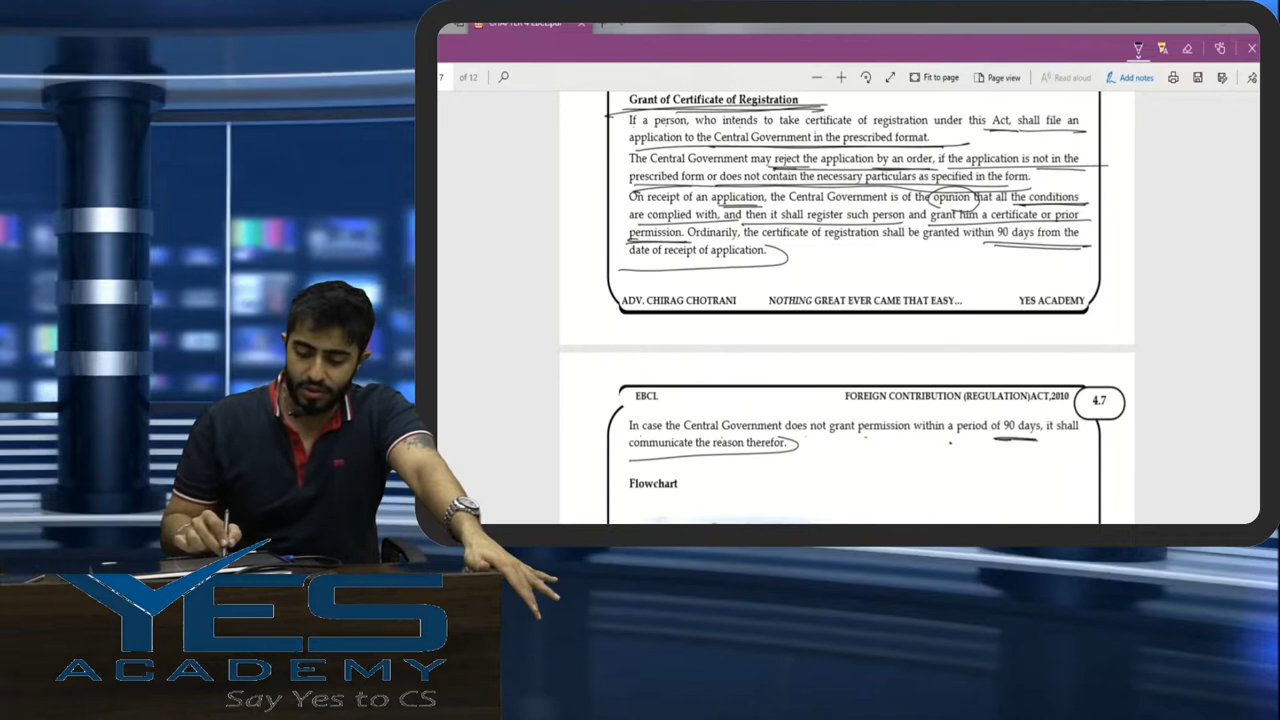 CHAPTER 4 EBCL.pdf
7 of 12
Fit to page
Page view
Read aloud
Add notes
Grant of Certificate of Registration
If a person, who intends to take certificate of registration under this Act, shall file an
application to the Central Government in the prescribed format.
The Central Government may reject the application by an order, if the application is not in the
prescribed form or does not contain the necessary particulars as specified in the form.
On receipt of an application, the Central Government is of the opinion that all the conditions
are complied with, and then it shall register such person and grant him a certificate or prior
permission. Ordinarily, the certificate of registration shall be granted within 90 days from the
date of receipt of application.
ADV. CHIRAG CHOTRANI NOTHING GREAT EVER CAME THAT EASY... YES ACADEMY
EBCL FOREIGN CONTRIBUTION (REGULATION)ACT,2010 4.7
In case the Central Government does not grant permission within a period of 90 days, it shall
communicate the reason therefor.
Flowchart
YES
ACADEMY
Say Yes to CS